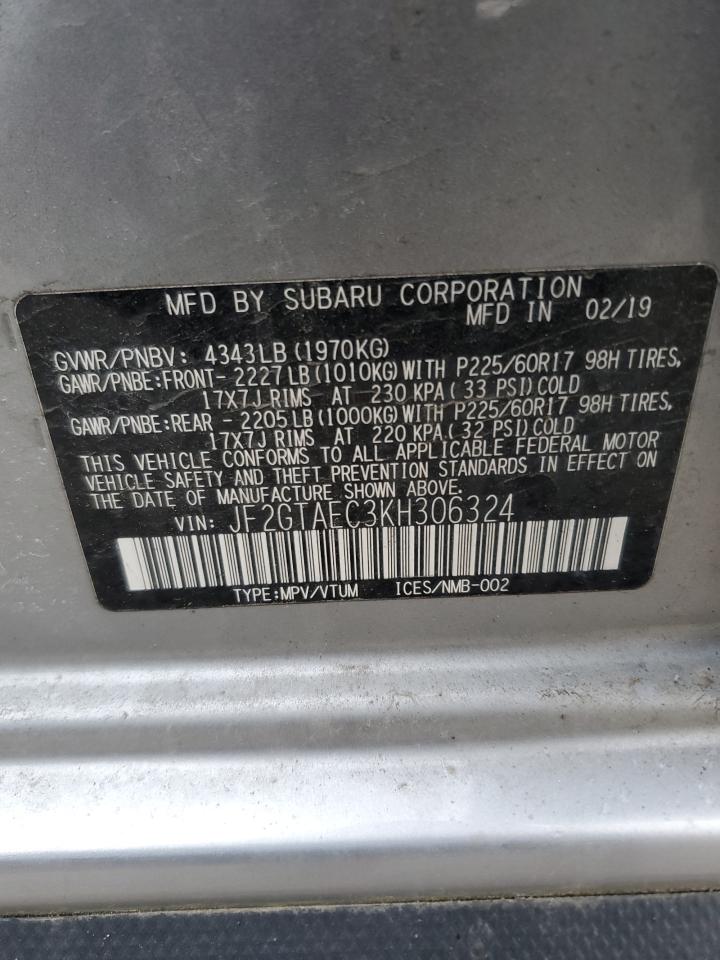 MFD BY SUBARU CORPORATION
MFD IN 02/19
GVWR/PNBV: 4343LB(1970KG)
GAWR/PNBE:FRONT-2227LB(1010KG)WITH P225/60R17 98H TIRES,
17X7J RIMS AT 230 KPA(33 PSI)COLD
GAWR/PNBE:REAR -2205LB(1000KG)WITH P225/60R17 98H TIRES,
17X7J RIMS AT 220 KPA(32 PSI)COLD
THIS VEHICLE CONFORMS TO ALL APPLICABLE FEDERAL MOTOR
VEHICLE SAFETY AND THEFT PREVENTION STANDARDS IN EFFECT ON
THE DATE OF MANUFACTURE SHOWN ABOVE.
VIN: JF2GTAEC3KH306324
TYPE:MPV/VTUM ICES/NMB-002